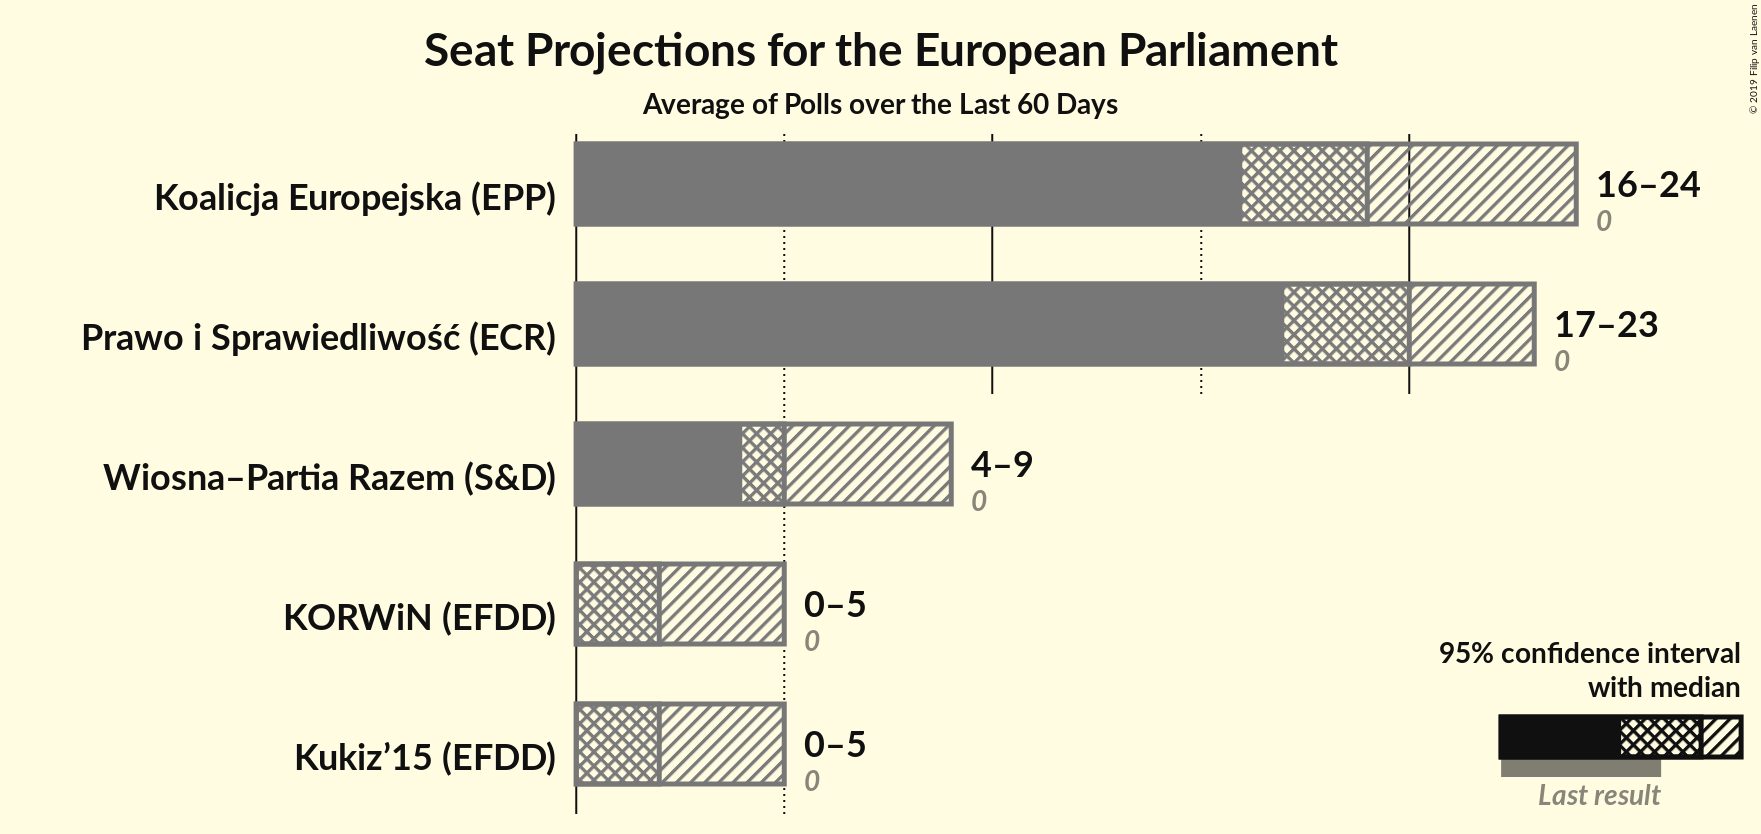 Seat Projections for the European Parliament
Average of Polls over the Last 60 Days
© 2019 Filip van Laenen
Koalicja Europejska (EPP)
16–24
0
Prawo i Sprawiedliwość (ECR)
17–23
0
Wiosna–Partia Razem (S&D)
4–9
0
KORWiN (EFDD)
0–5
0
Kukiz’15 (EFDD)
0–5
0
95% confidence interval
with median
Last result